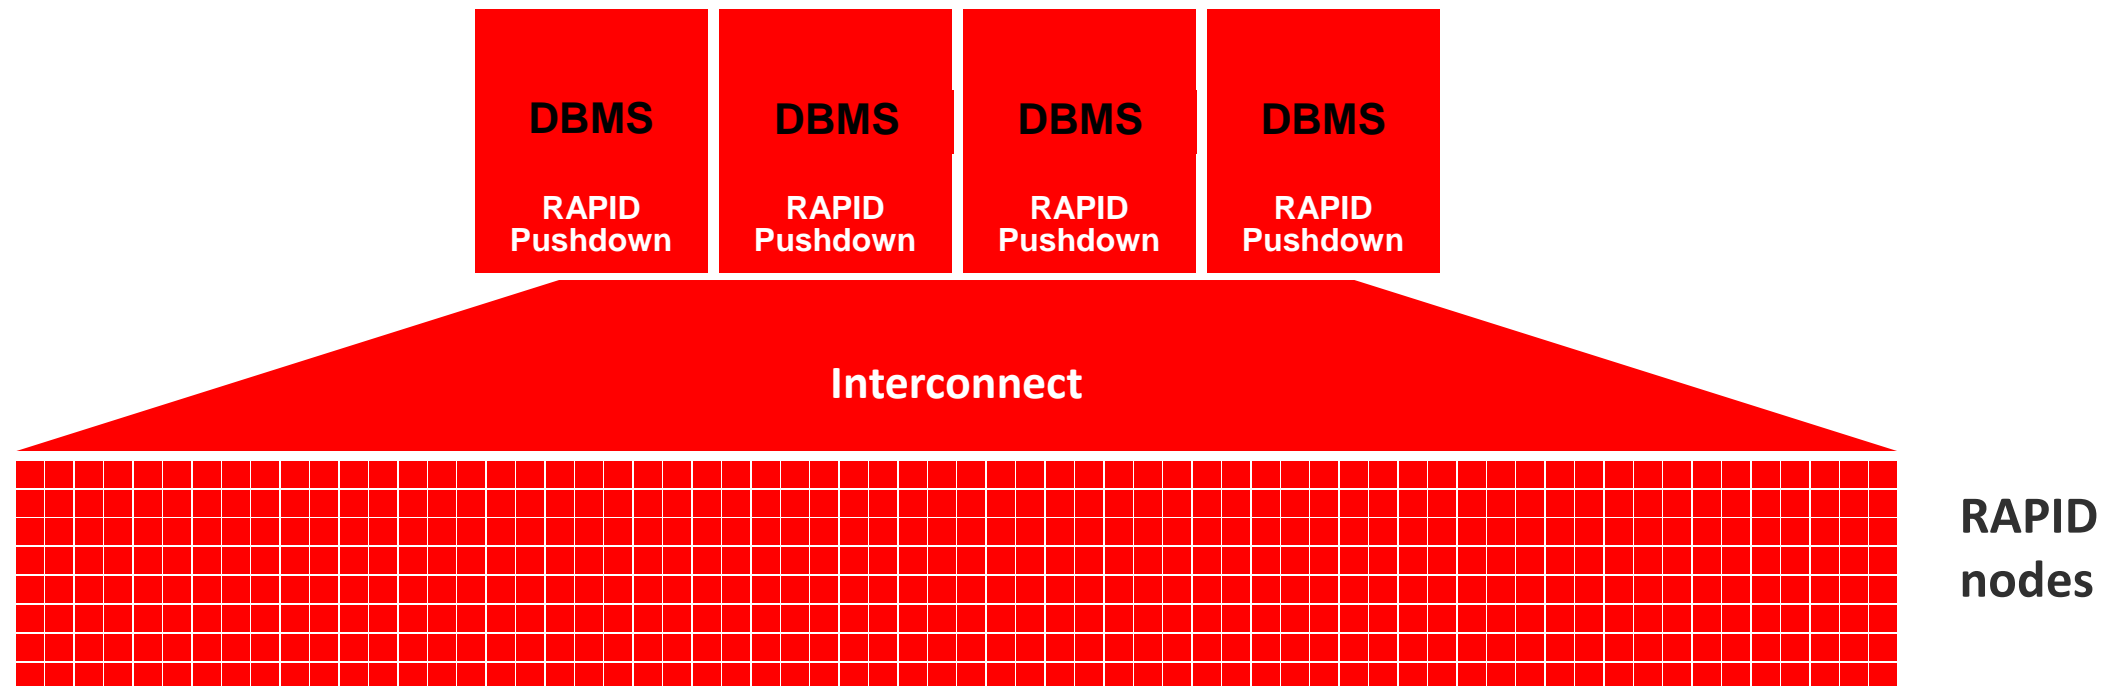 DBMS
RAPID
Pushdown
DBMS
RAPID
Pushdown
DBMS
RAPID
Pushdown
DBMS
RAPID
Pushdown
Interconnect
RAPID
nodes